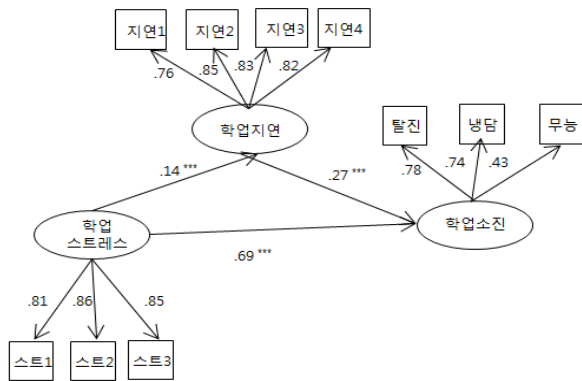 지연1 지연2 지연3 지연4
.76 .85 .83 .82
학업지연
탈진 냉담 무능
.14 *** .27 *** .78 .74 .43
학업
스트레스
학업소진
.69 ***
.81 .86 .85
스트1 스트2 스트3